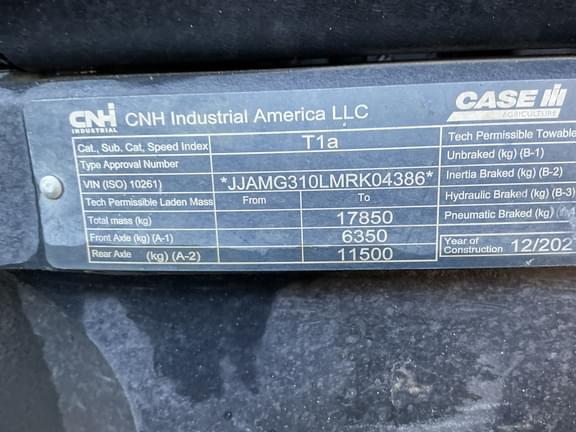 CNH INDUSTRIAL CNH Industrial America LLC CASE IH AGRICULTURE
Cat., Sub. Cat, Speed Index T1a
Type Approval Number
VIN (ISO) 10261) *JJAMG310LMRK04386*
Tech Permissible Laden Mass From To
Total mass (kg) 17850
Front Axle (kg) (A-1) 6350
Rear Axle (kg) (A-2) 11500
Tech Permissible Towable
Unbraked (kg) (B-1)
Inertia Braked (kg) (B-2)
Hydraulic Braked (kg) (B-3)
Pneumatic Braked (kg)
Year of Construction 12/202